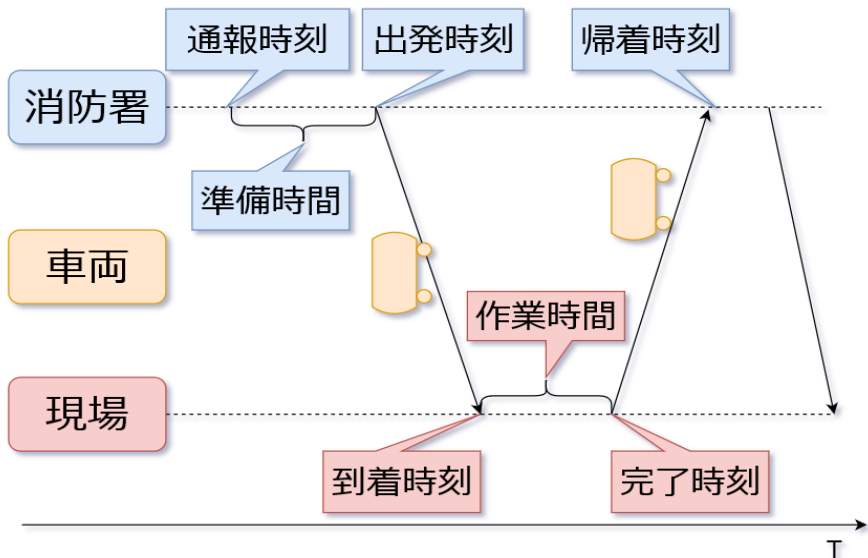 通報時刻
出発時刻
帰着時刻
消防署
準備時間
車両
作業時間
現場
到着時刻
完了時刻
T